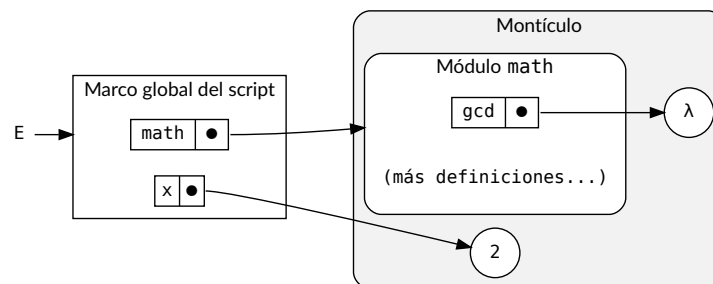 Montículo
Módulo math
Marco global del script
gcd
λ
math
E
(más definiciones...)
x
2